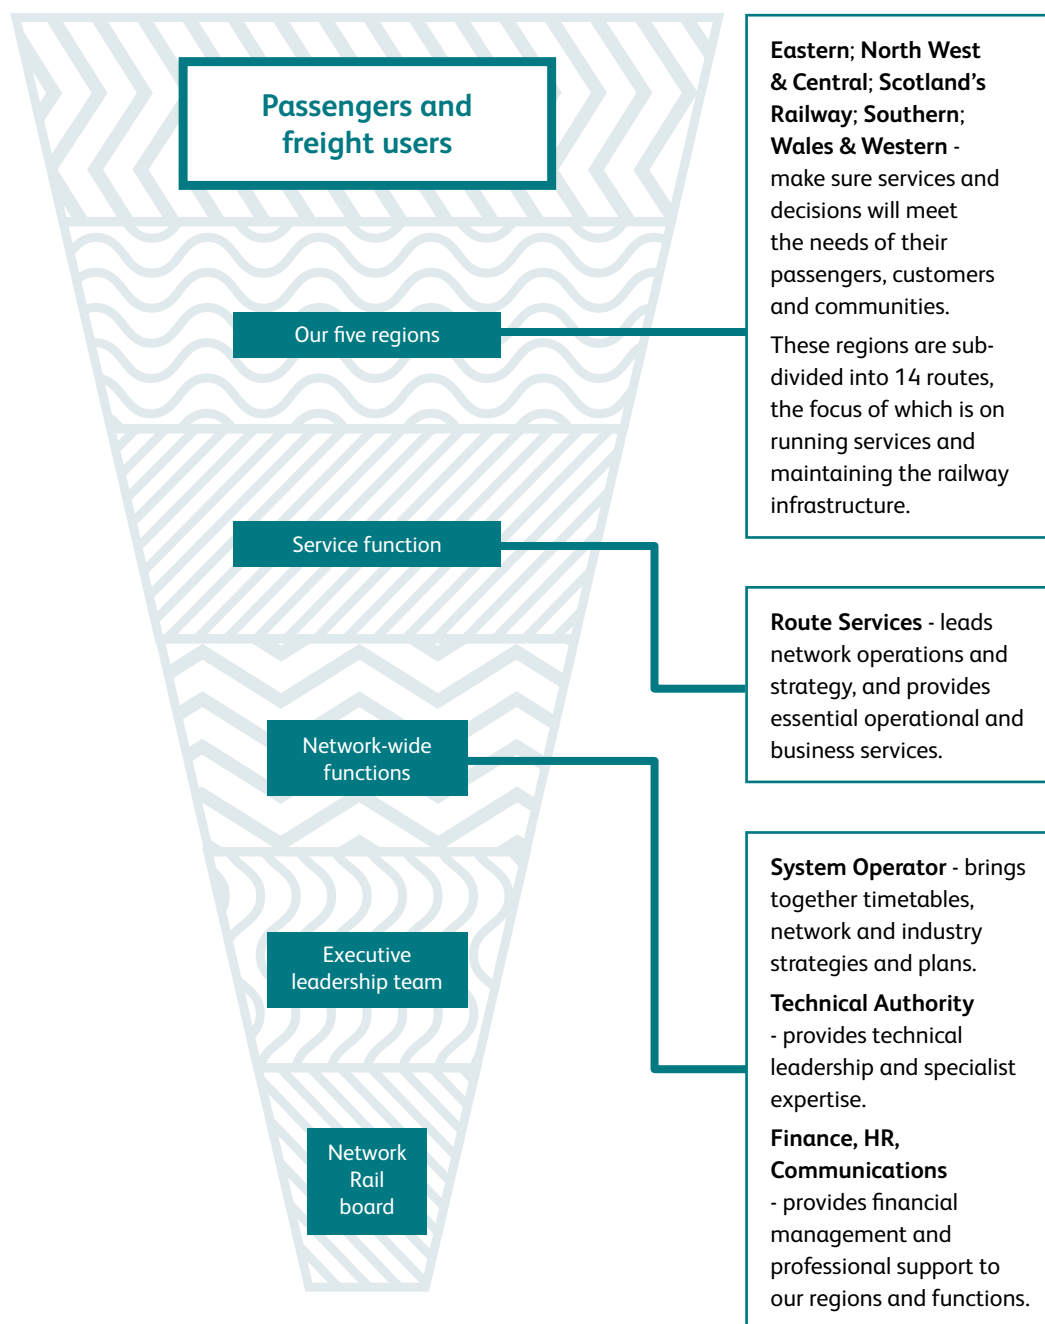 Passengers and
freight users
Our five regions
Service function
Network-wide
functions
Executive
leadership team
Network
Rail
board
Eastern; North West
& Central; Scotland's
Railway; Southern;
Wales & Western -
make sure services and
decisions will meet
the needs of their
passengers, customers
and communities.
These regions are sub-
divided into 14 routes,
the focus of which is on
running services and
maintaining the railway
infrastructure.
Route Services - leads
network operations and
strategy, and provides
essential operational and
business services.
System Operator - brings
together timetables,
network and industry
strategies and plans.
Technical Authority
- provides technical
leadership and specialist
expertise.
Finance, HR,
Communications
- provides financial
management and
professional support to
our regions and functions.